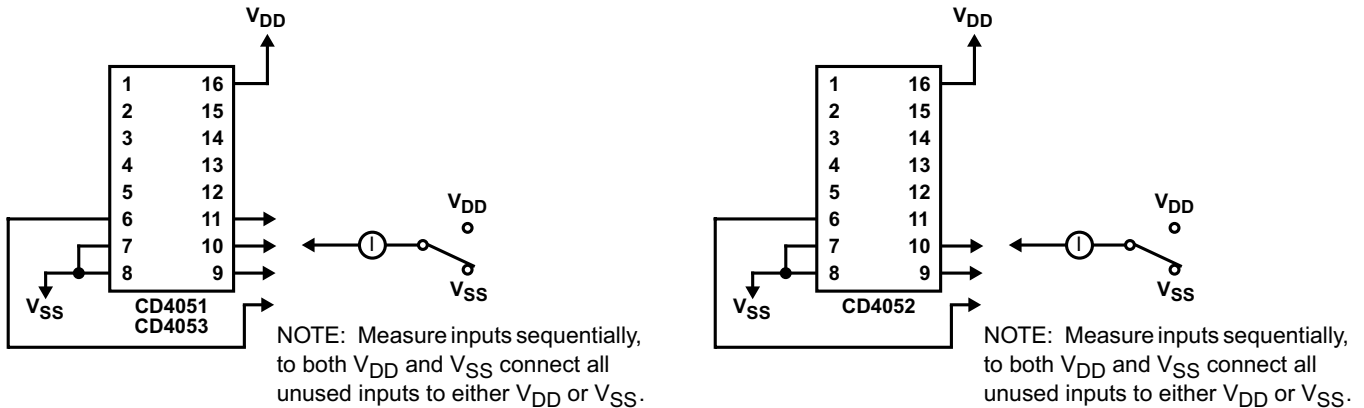 VDD
1 16
2 15
3 14
4 13
5 12
6 11
7 10
8 9
VSS
CD4051
CD4053
I
VDD
VSS
NOTE: Measure inputs sequentially,
to both VDD and VSS connect all
unused inputs to either VDD or VSS.
VDD
1 16
2 15
3 14
4 13
5 12
6 11
7 10
8 9
VSS
CD4052
I
VDD
VSS
NOTE: Measure inputs sequentially,
to both VDD and VSS connect all
unused inputs to either VDD or VSS.